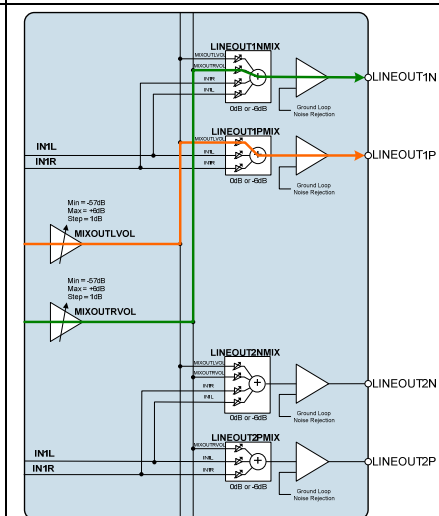 LINEOUT1NMIX
MIXOUTLVOL
MIXOUTRVOL
IN1R
IN1L
0dB or -6dB
Ground Loop
Noise Rejection
LINEOUT1N
LINEOUT1PMIX
MIXOUTLVOL
IN1L
IN1R
0dB or -6dB
Ground Loop
Noise Rejection
LINEOUT1P
IN1L
IN1R
Min = -57dB
Max = +6dB
Step = 1dB
MIXOUTLVOL
Min = -57dB
Max = +6dB
Step = 1dB
MIXOUTRVOL
LINEOUT2NMIX
MIXOUTLVOL
MIXOUTRVOL
IN1R
IN1L
0dB or -6dB
Ground Loop
Noise Rejection
LINEOUT2N
LINEOUT2PMIX
MIXOUTRVOL
IN1L
IN1R
0dB or -6dB
Ground Loop
Noise Rejection
LINEOUT2P
IN1L
IN1R